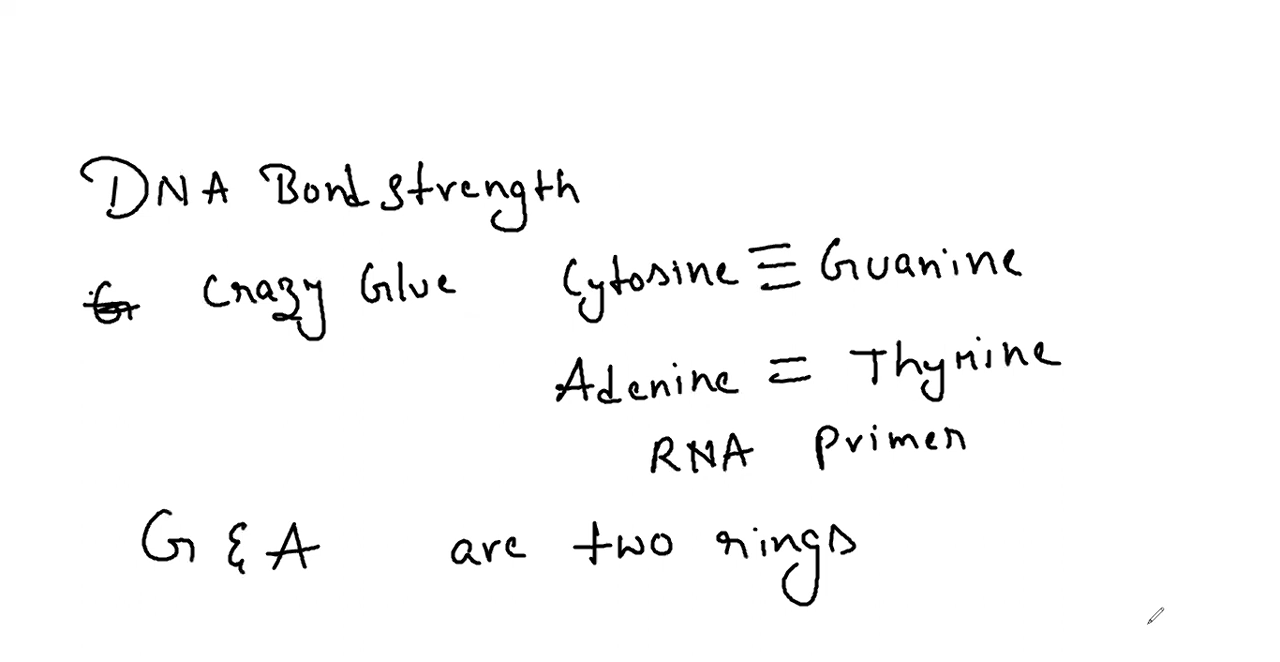 DNA Bond strength
Crazy Glue Cytosine ≡ Guanine
Adenine = Thymine
RNA Primer
G & A are two rings